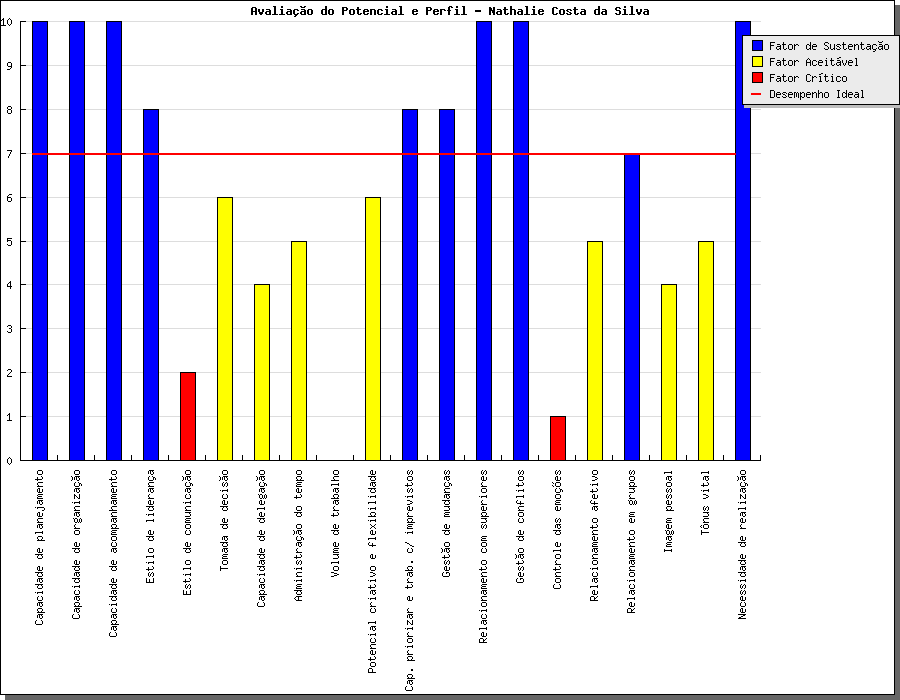 Avaliação do Potencial e Perfil - Nathalie Costa da Silva
10
9
8
7
6
5
4
3
2
1
0
Fator de Sustentação
Fator Aceitável
Fator Crítico
Desempenho Ideal
Capacidade de planejamento
Capacidade de organização
Capacidade de acompanhamento
Estilo de liderança
Estilo de comunicação
Tomada de decisão
Capacidade de delegação
Administração do tempo
Volume de trabalho
Potencial criativo e flexibilidade
Cap. priorizar e trab. c/ imprevistos
Gestão de mudanças
Relacionamento com superiores
Gestão de conflitos
Controle das emoções
Relacionamento afetivo
Relacionamento em grupos
Imagem pessoal
Tônus vital
Necessidade de realização